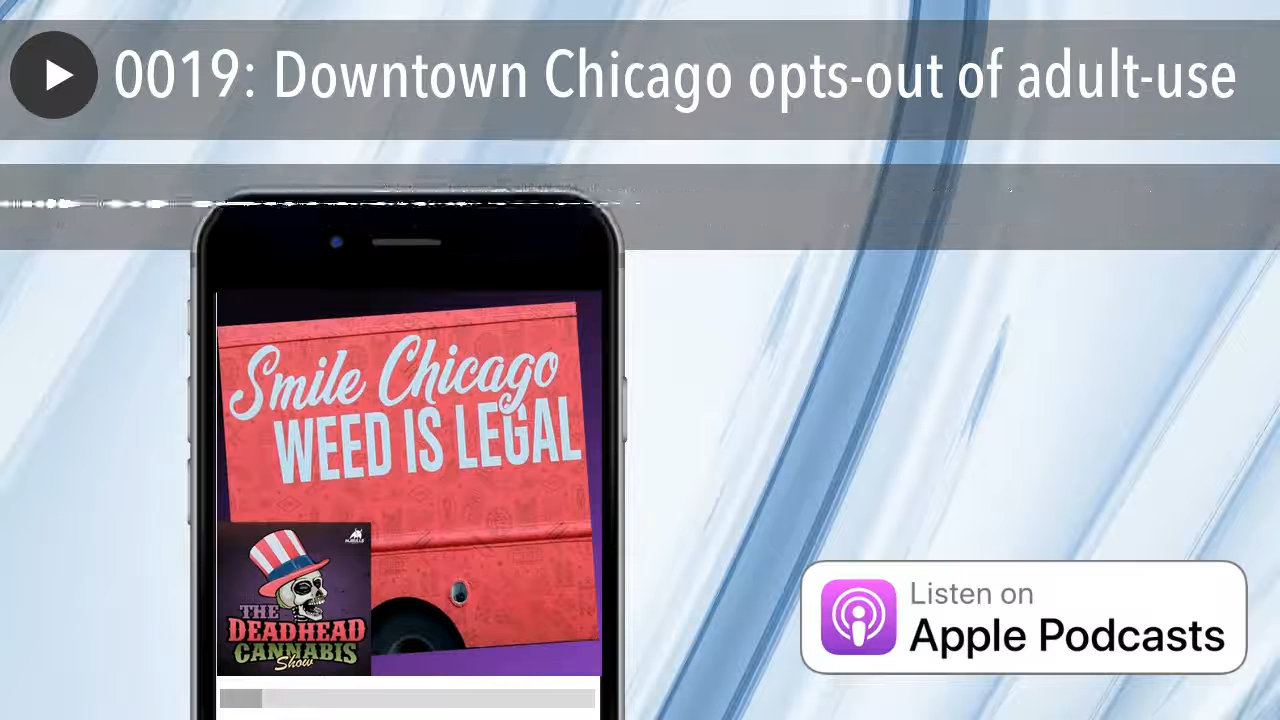 0019: Downtown Chicago opts-out of adult-use
Smile Chicago
WEED IS LEGAL
THE
DEADHEAD
CANNABIS
Show
Listen on
Apple Podcasts